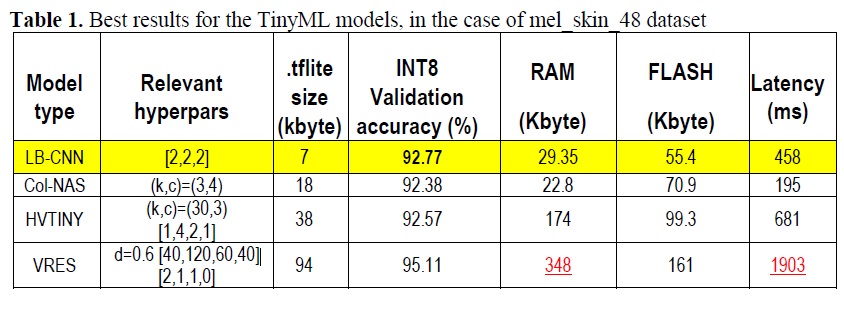 Table 1. Best results for the TinyML models, in the case of mel_skin_48 dataset
Model type | Relevant hyperpars | .tflite size (kbyte) | INT8 Validation accuracy (%) | RAM (Kbyte) | FLASH (Kbyte) | Latency (ms)
LB-CNN | [2,2,2] | 7 | 92.77 | 29.35 | 55.4 | 458
Col-NAS | (k,c)=(3,4) | 18 | 92.38 | 22.8 | 70.9 | 195
HVTINY | (k,c)=(30,3) [1,4,2,1] | 38 | 92.57 | 174 | 99.3 | 681
VRES | d=0.6 [40,120,60,40] [2,1,1,0] | 94 | 95.11 | 348 | 161 | 1903